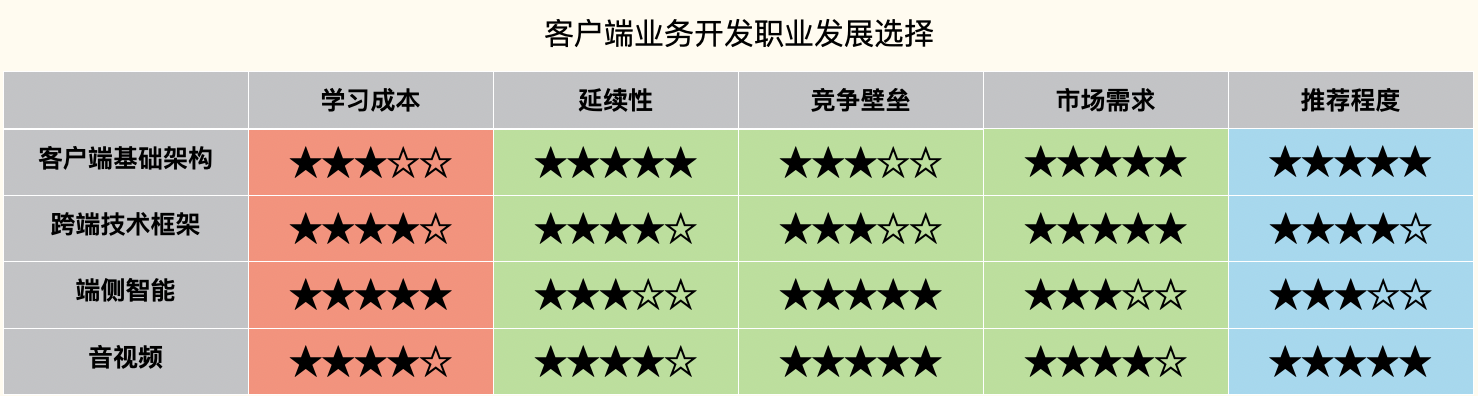 客户端业务开发职业发展选择
学习成本 延续性 竞争壁垒 市场需求 推荐程度
客户端基础架构 ★★★☆☆ ★★★★★ ★★★☆☆ ★★★★★ ★★★★★
跨端技术框架 ★★★★☆ ★★★★☆ ★★★☆☆ ★★★★★ ★★★★☆
端侧智能 ★★★★★ ★★★☆☆ ★★★★★ ★★★☆☆ ★★★☆☆
音视频 ★★★★☆ ★★★★☆ ★★★★★ ★★★★☆ ★★★★★